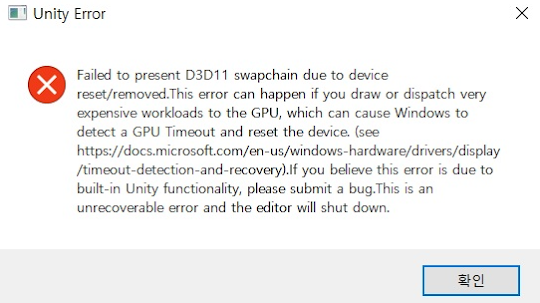 Unity Error
Failed to present D3D11 swapchain due to device
reset/removed.This error can happen if you draw or dispatch very
expensive workloads to the GPU, which can cause Windows to
detect a GPU Timeout and reset the device. (see
https://docs.microsoft.com/en-us/windows-hardware/drivers/display
/timeout-detection-and-recovery).If you believe this error is due to
built-in Unity functionality, please submit a bug.This is an
unrecoverable error and the editor will shut down.
확인